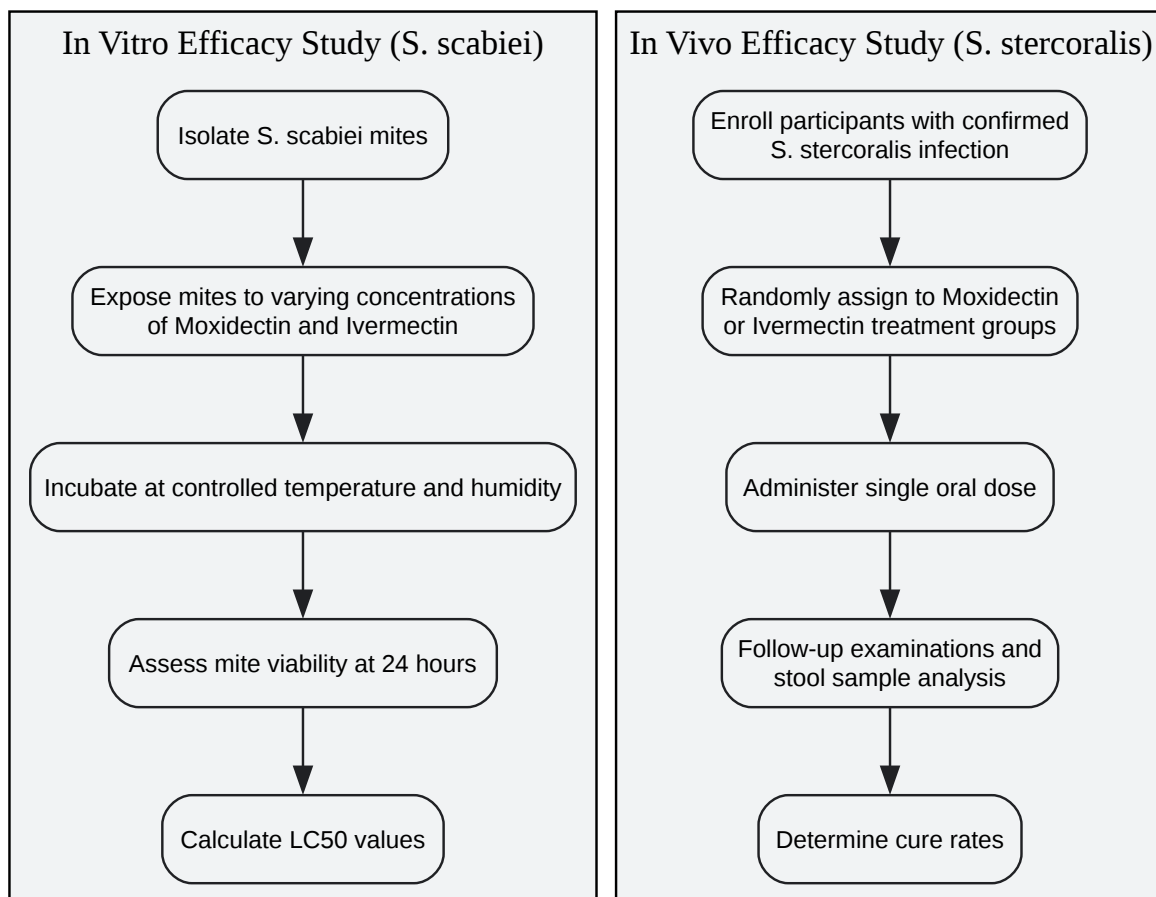 In Vitro Efficacy Study (S. scabiei)
Isolate S. scabiei mites
Expose mites to varying concentrations
of Moxidectin and Ivermectin
Incubate at controlled temperature and humidity
Assess mite viability at 24 hours
Calculate LC50 values
In Vivo Efficacy Study (S. stercoralis)
Enroll participants with confirmed
S. stercoralis infection
Randomly assign to Moxidectin
or Ivermectin treatment groups
Administer single oral dose
Follow-up examinations and
stool sample analysis
Determine cure rates